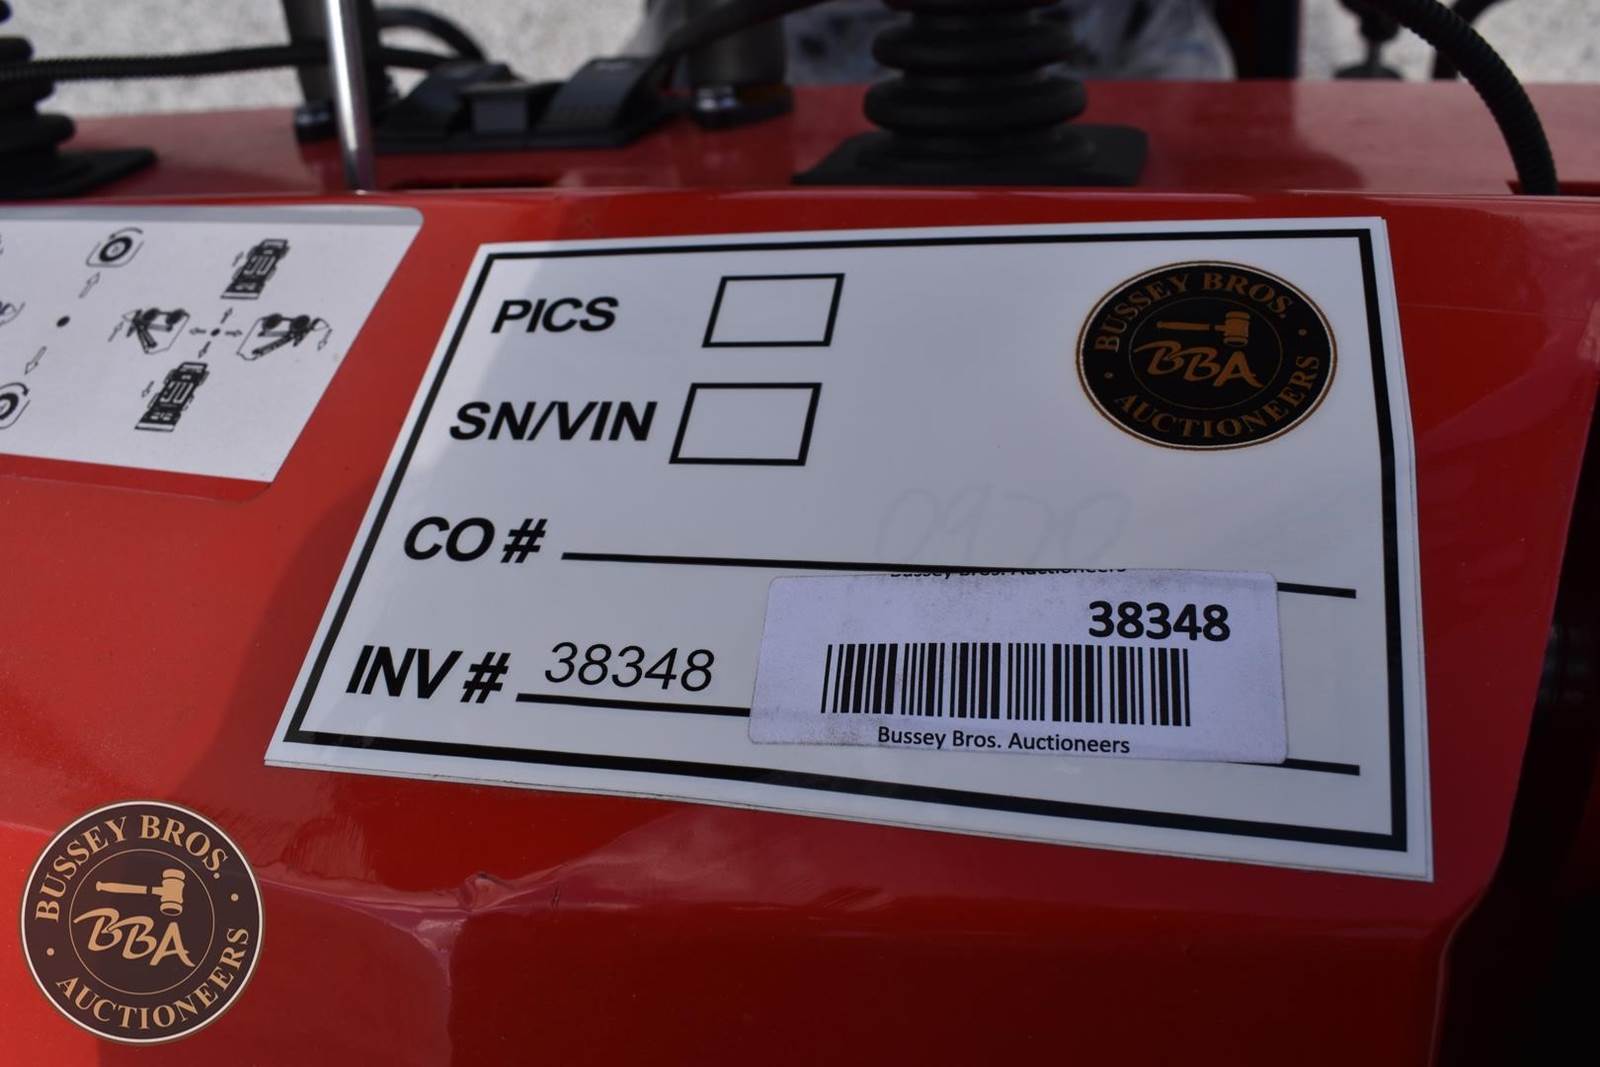 PICS
SN/VIN
BUSSEY BROS.
BBA
AUCTIONEERS
CO #
Bussey Bros. Auctioneers
INV # 38348
38348
Bussey Bros. Auctioneers
BUSSEY BROS.
BBA
AUCTIONEERS